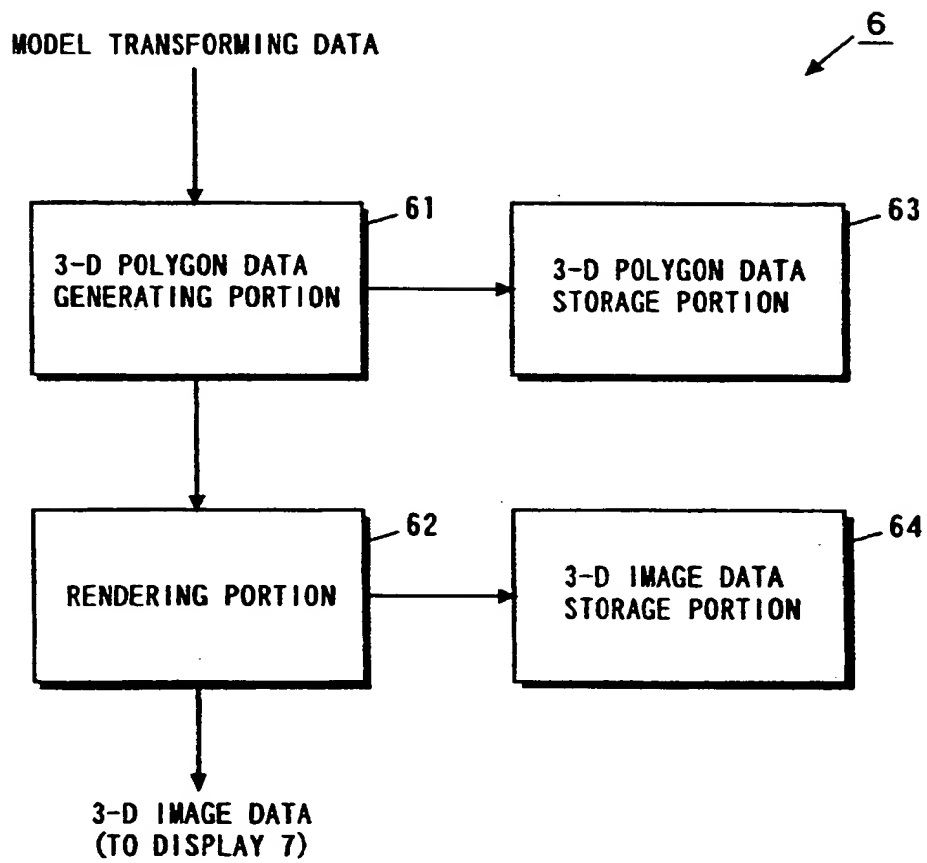 6
MODEL TRANSFORMING DATA
61
3-D POLYGON DATA
GENERATING PORTION
63
3-D POLYGON DATA
STORAGE PORTION
62
RENDERING PORTION
64
3-D IMAGE DATA
STORAGE PORTION
3-D IMAGE DATA
(TO DISPLAY 7)